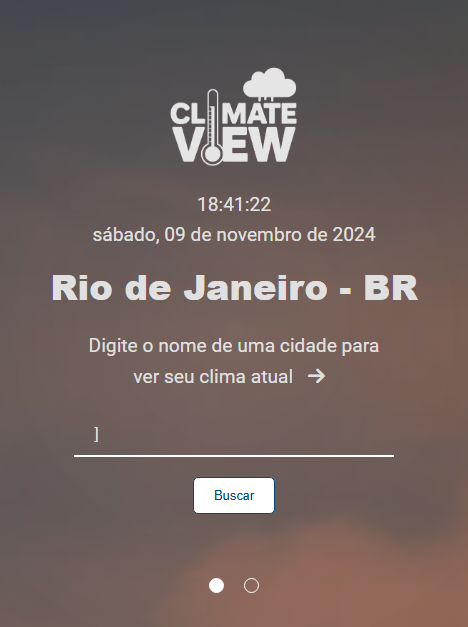 CLIMATE
VIEW
18:41:22
sábado, 09 de novembro de 2024
Rio de Janeiro - BR
Digite o nome de uma cidade para
ver seu clima atual →
]
Buscar